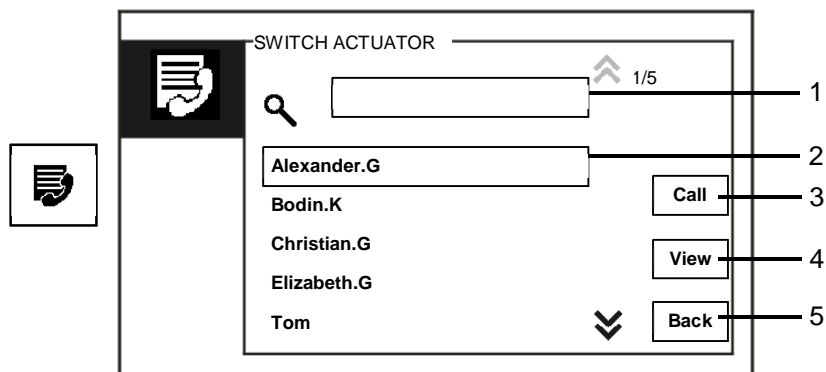 SWITCH ACTUATOR
1/5
1
Alexander.G
2
Bodin.K
Call
3
Christian.G
View
4
Elizabeth.G
Tom
Back
5